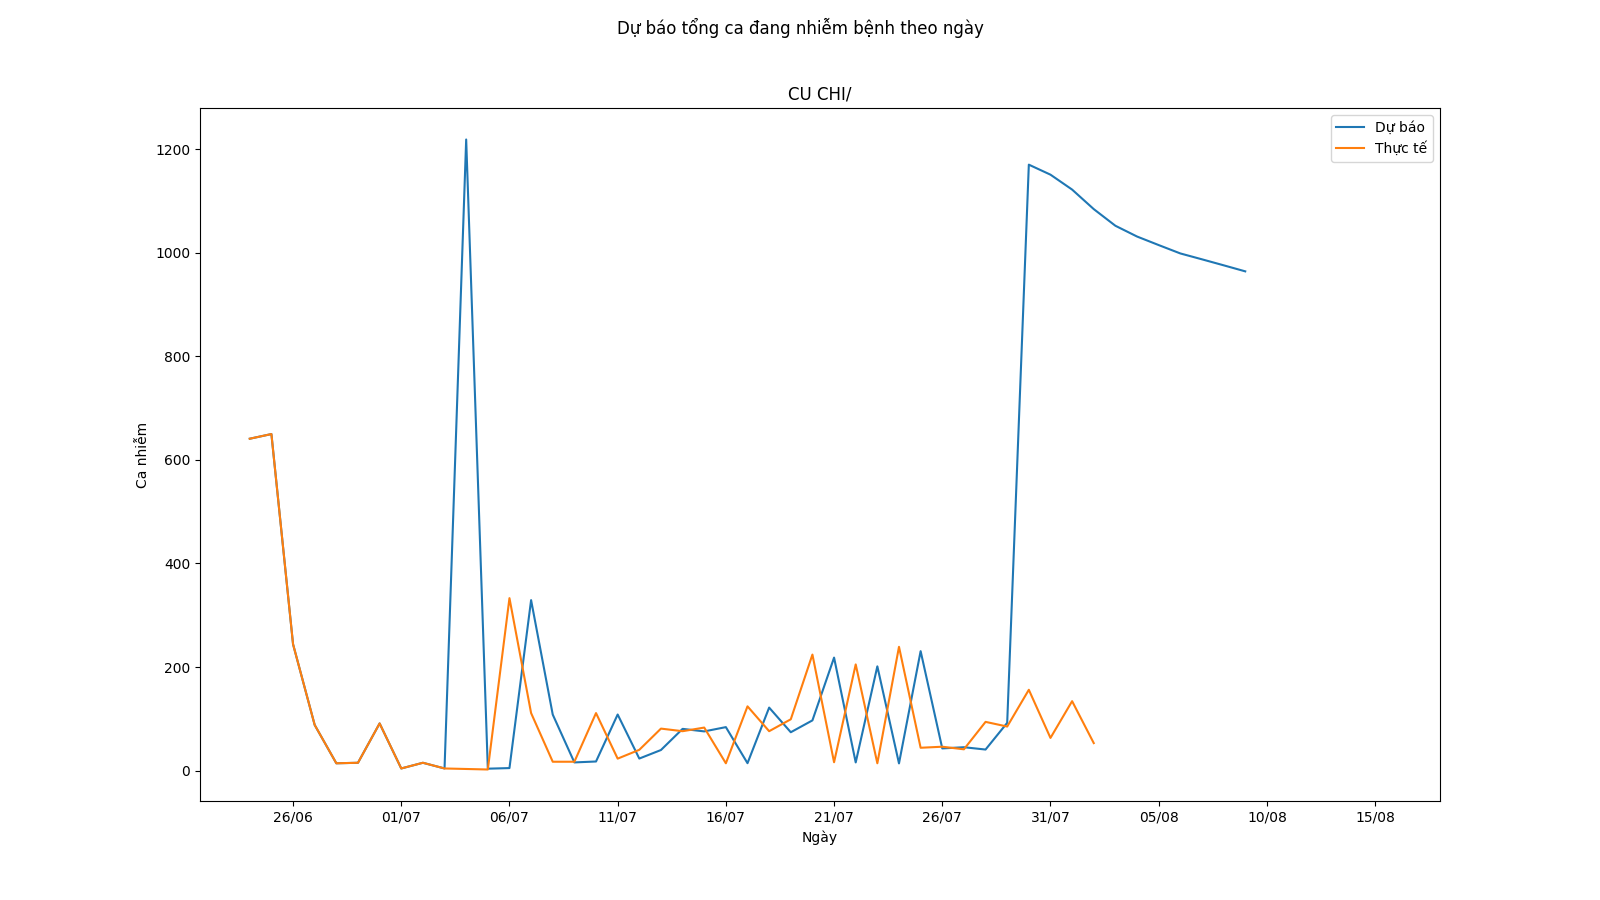 Dự báo tổng ca đang nhiễm bệnh theo ngày
CU CHI/
Dự báo
Thực tế
1200
1000
800
600
400
200
0
Ca nhiễm
26/06 01/07 06/07 11/07 16/07 21/07 26/07 31/07 05/08 10/08 15/08
Ngày